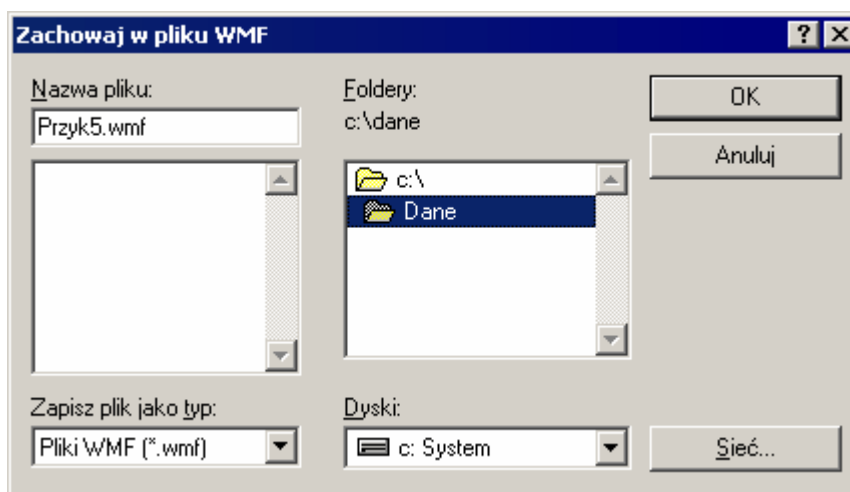 Zachowaj w pliku WMF
Nazwa pliku:
Przyk5.wmf
Foldery:
c:\dane
c:\
Dane
OK
Anuluj
Zapisz plik jako typ:
Pliki WMF (*.wmf)
Dyski:
c: System
Sieć...